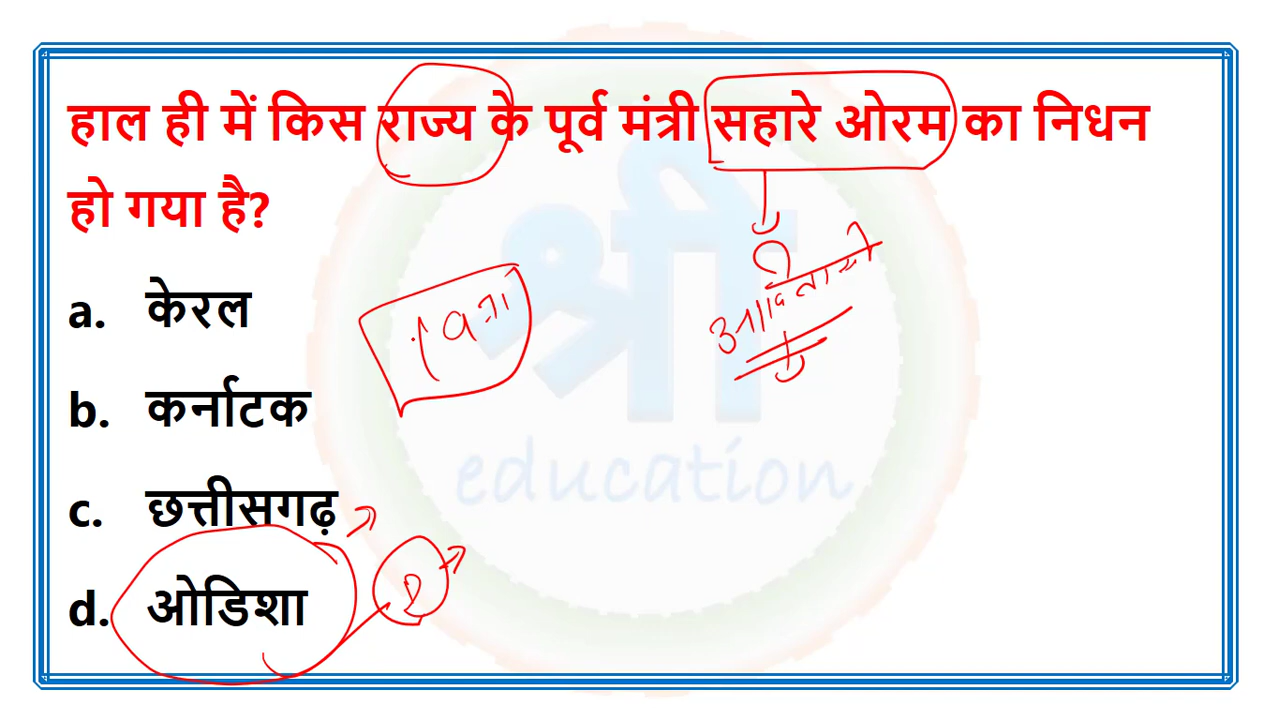 हाल ही में किस राज्य के पूर्व मंत्री सहारे ओरम का निधन
हो गया है?
a. केरल
b. कर्नाटक
c. छत्तीसगढ़
d. ओडिशा
D
श्री
education